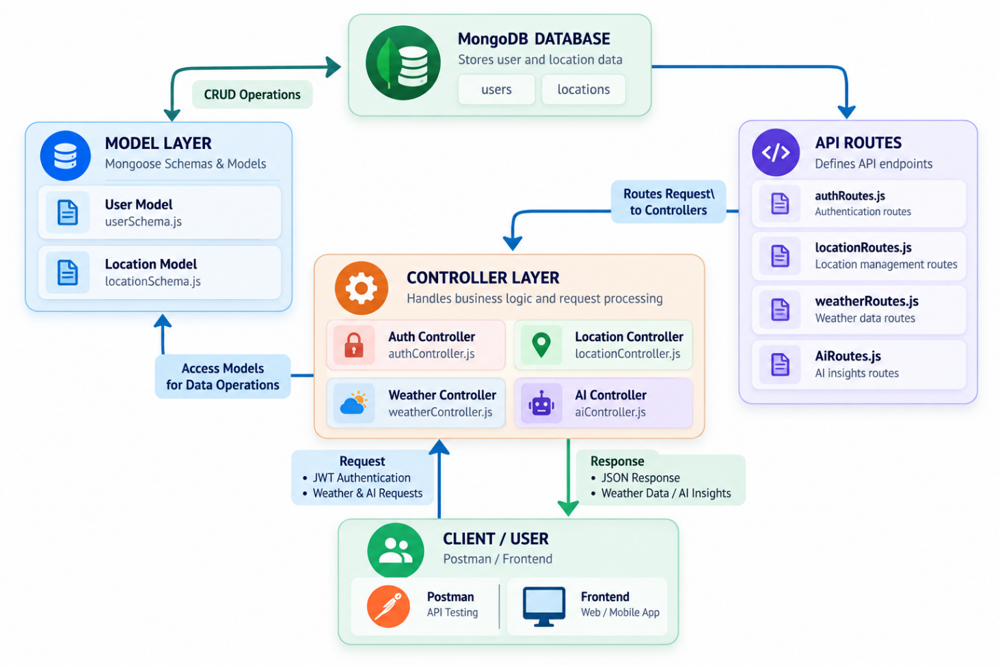 MongoDB DATABASE
Stores user and location data
users
locations
CRUD Operations
MODEL LAYER
Mongoose Schemas & Models
User Model
userSchema.js
Location Model
locationSchema.js
API ROUTES
Defines API endpoints
authRoutes.js
Authentication routes
locationRoutes.js
Location management routes
weatherRoutes.js
Weather data routes
AiRoutes.js
AI insights routes
Routes Request\
to Controllers
CONTROLLER LAYER
Handles business logic and request processing
Auth Controller
authController.js
Location Controller
locationController.js
Weather Controller
weatherController.js
AI Controller
aiController.js
Access Models
for Data Operations
Request
• JWT Authentication
• Weather & AI Requests
Response
• JSON Response
• Weather Data / AI Insights
CLIENT / USER
Postman / Frontend
Postman
API Testing
Frontend
Web / Mobile App